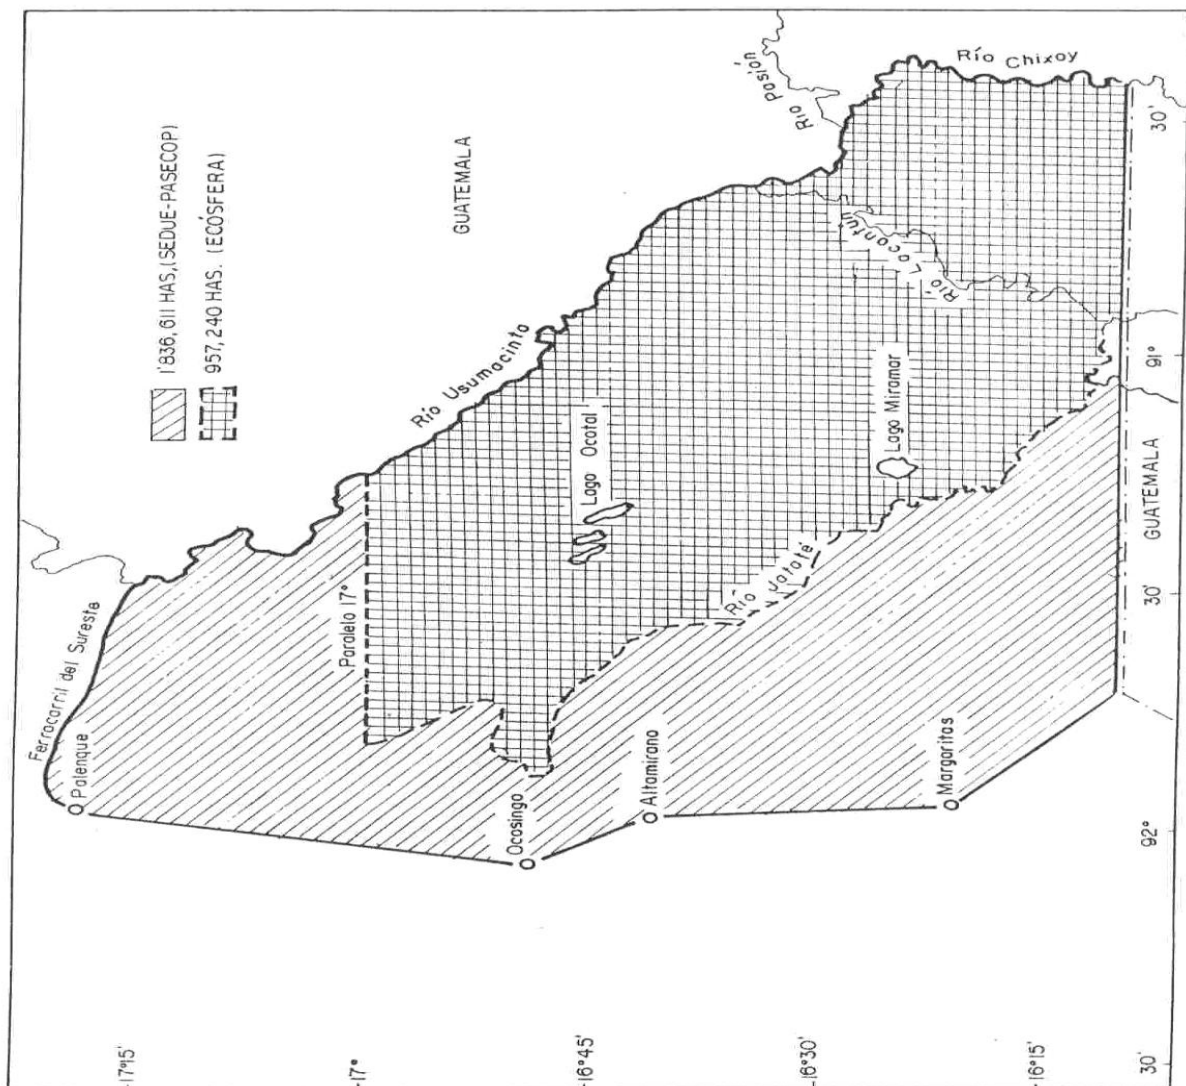 1'836, 611 HAS,(SEDUE-PASECOP)
957, 240 HAS. (ECÓSFERA)
Ferrocarril del Sureste
Palenque
Río Usumacinta
GUATEMALA
Río Pasión
Río Chixoy
Paralelo 17°
Lago Ocotal
Río Lacantún
Lago Miramar
Río Jataté
Ocosingo
Altamirano
Margaritas
GUATEMALA
17°15'
17°
16°45'
16°30'
16°15'
30'
92°
30'
91°
30'